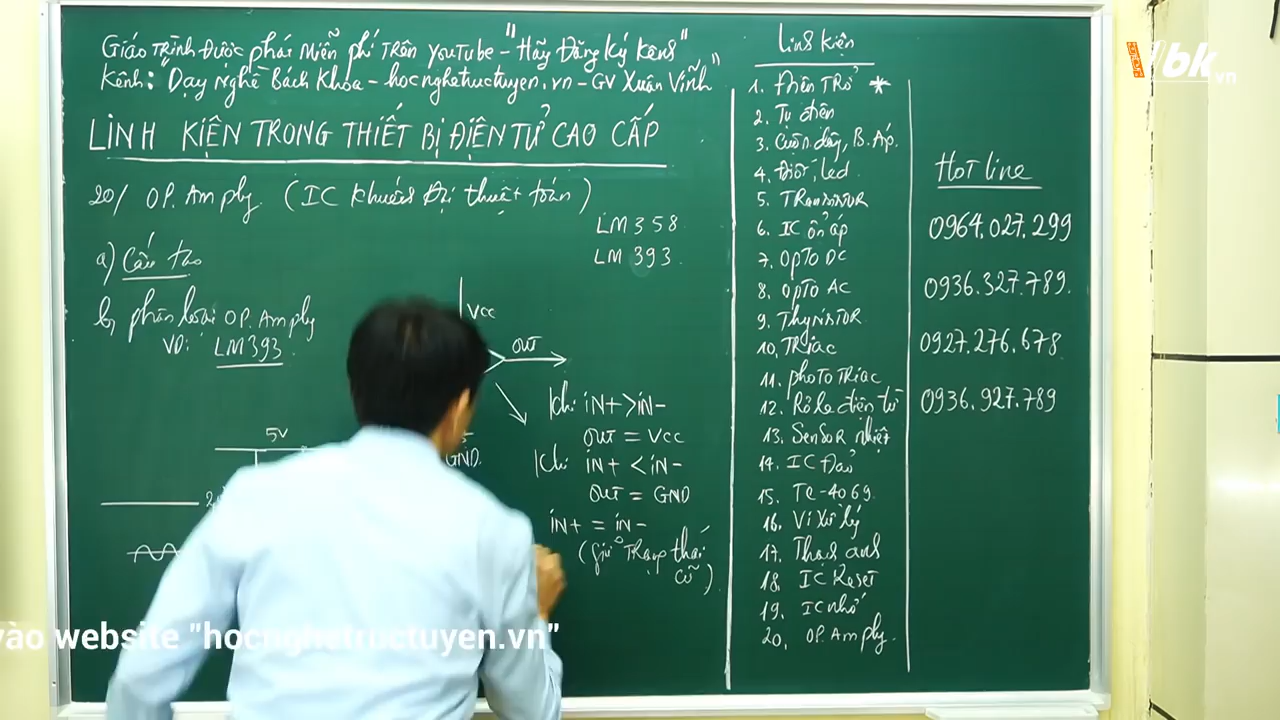 Giáo Trình Được phát Miễn phí Trên YouTube - "Hãy Đăng Ký Kênh"
Kênh: "Dạy Nghề Bách Khoa - hocnghetructuyen.vn - GV Xuân Vĩnh"
LINH KIỆN TRONG THIẾT BỊ ĐIỆN TỬ CAO CẤP
20/ OP. Amply. (IC khuếch Đại thuật toán)
LM 358
LM 393.
a) Cấu tạo
b, phân loại OP. Amply
VD: LM393.
Vcc
OUT
5V
GND.
Khi iN+ > iN-
OUT = Vcc
Khi iN+ < iN-
OUT = GND
iN+ = iN-
(giữ Trạng thái cũ).
Linh kiện
1. Điện TRở *
2. Tụ điện
3. Cuộn dây, B. Áp.
4. Điốt, led.
5. TRansisTOR
6. IC ổn áp
7. OpTo DC
8. OpTo AC
9. ThyRisTOR
10, TRiac
11. phoTo TRiac
12. Rơle điện tử
13. SenSoR nhiệt
14. IC Đảo
15. Tc-4069.
16. Vi Xử lý
17. Thạch anh
18. IC Reset
19. IC nhớ
20, OP. Amply.
HoT line
0964.027.299
0936.327.789.
0927.276.678
0936.927.789
bk.vn
vào website "hocnghetructuyen.vn"